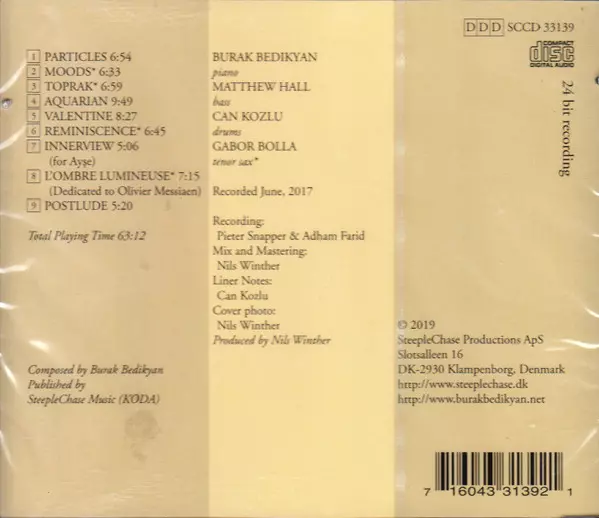 1 PARTICLES 6:54
2 MOODS* 6:33
3 TOPRAK* 6:59
4 AQUARIAN 9:49
5 VALENTINE 8:27
6 REMINISCENCE* 6:45
7 INNERVIEW 5:06
(for Ayşe)
8 L'OMBRE LUMINEUSE* 7:15
(Dedicated to Olivier Messiaen)
9 POSTLUDE 5:20
Total Playing Time 63:12
Composed by Burak Bedikyan
Published by
SteepleChase Music (KODA)
BURAK BEDIKYAN
piano
MATTHEW HALL
bass
CAN KOZLU
drums
GABOR BOLLA
tenor sax*
Recorded June, 2017
Recording:
Pieter Snapper & Adham Farid
Mix and Mastering:
Nils Winther
Liner Notes:
Can Kozlu
Cover photo:
Nils Winther
Produced by Nils Winther
DDD SCCD 33139
COMPACT
disc
DIGITAL AUDIO
24 bit recording
© 2019
SteepleChase Productions ApS
Slotsalleen 16
DK-2930 Klampenborg, Denmark
http://www.steeplechase.dk
http://www.burakbedikyan.net
7 16043 31392 1